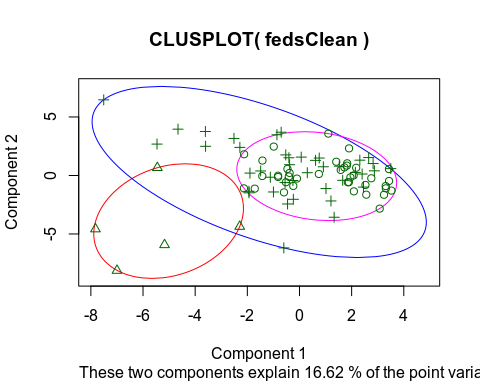 CLUSPLOT( fedsClean )
Component 2
5
0
-5
-8
-6
-4
-2
0
2
4
Component 1
These two components explain 16.62 % of the point varia